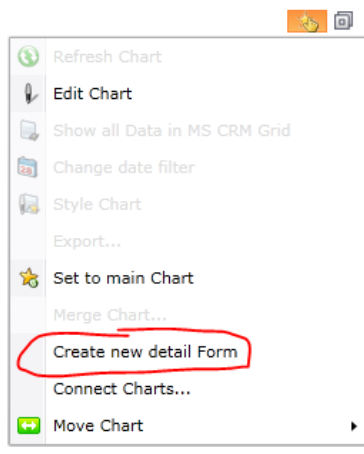 Refresh Chart
Edit Chart
Show all Data in MS CRM Grid
Change date filter
Style Chart
Export...
Set to main Chart
Merge Chart...
Create new detail Form
Connect Charts...
Move Chart